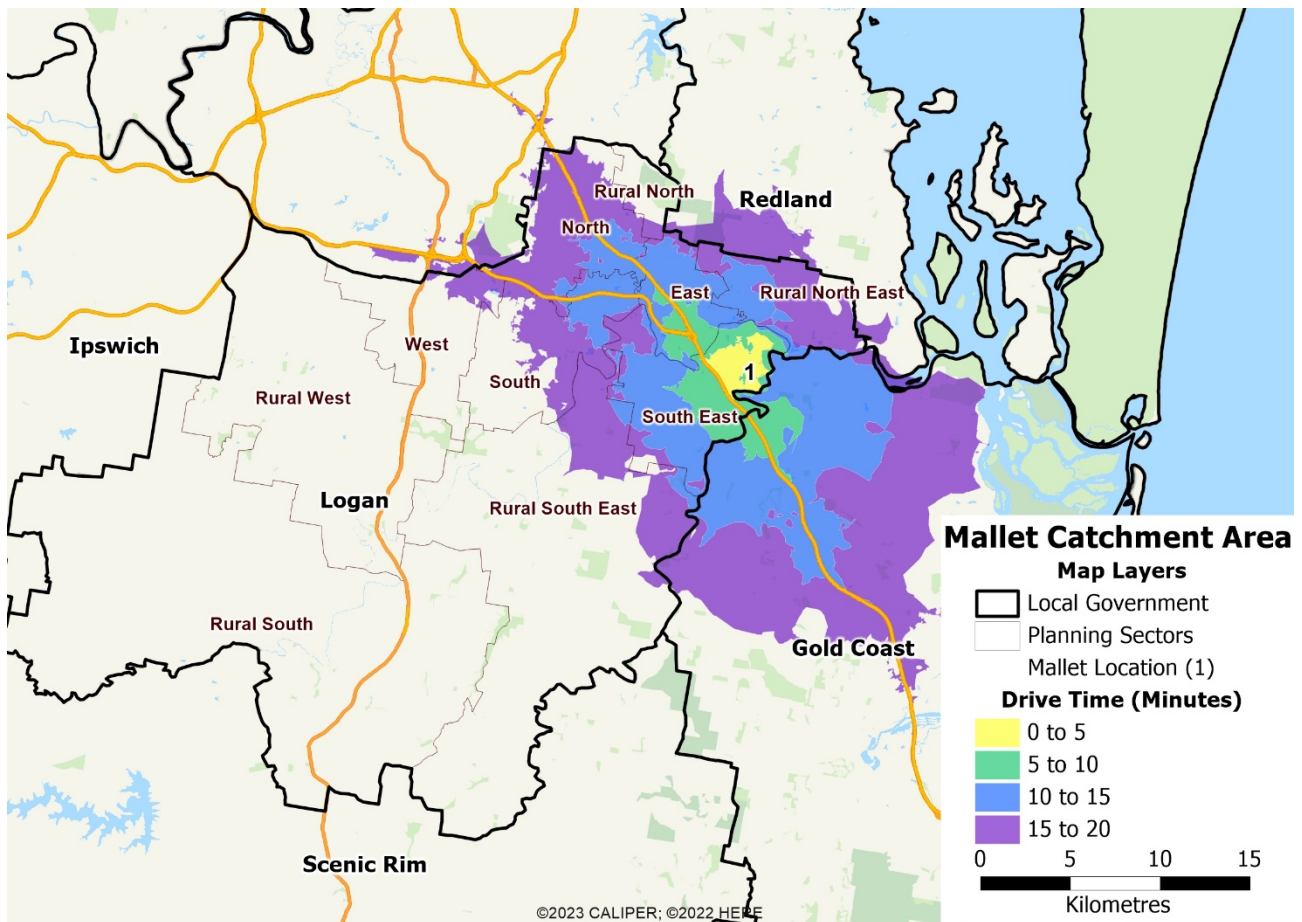 Rural North
Redland
North
East
Rural North East
Ipswich
West
1
South
Rural West
South East
Logan
Rural South East
Rural South
Gold Coast
Scenic Rim
Mallet Catchment Area
Map Layers
Local Government
Planning Sectors
Mallet Location (1)
Drive Time (Minutes)
0 to 5
5 to 10
10 to 15
15 to 20
0 5 10 15
Kilometres
©2023 CALIPER; ©2022 HERE